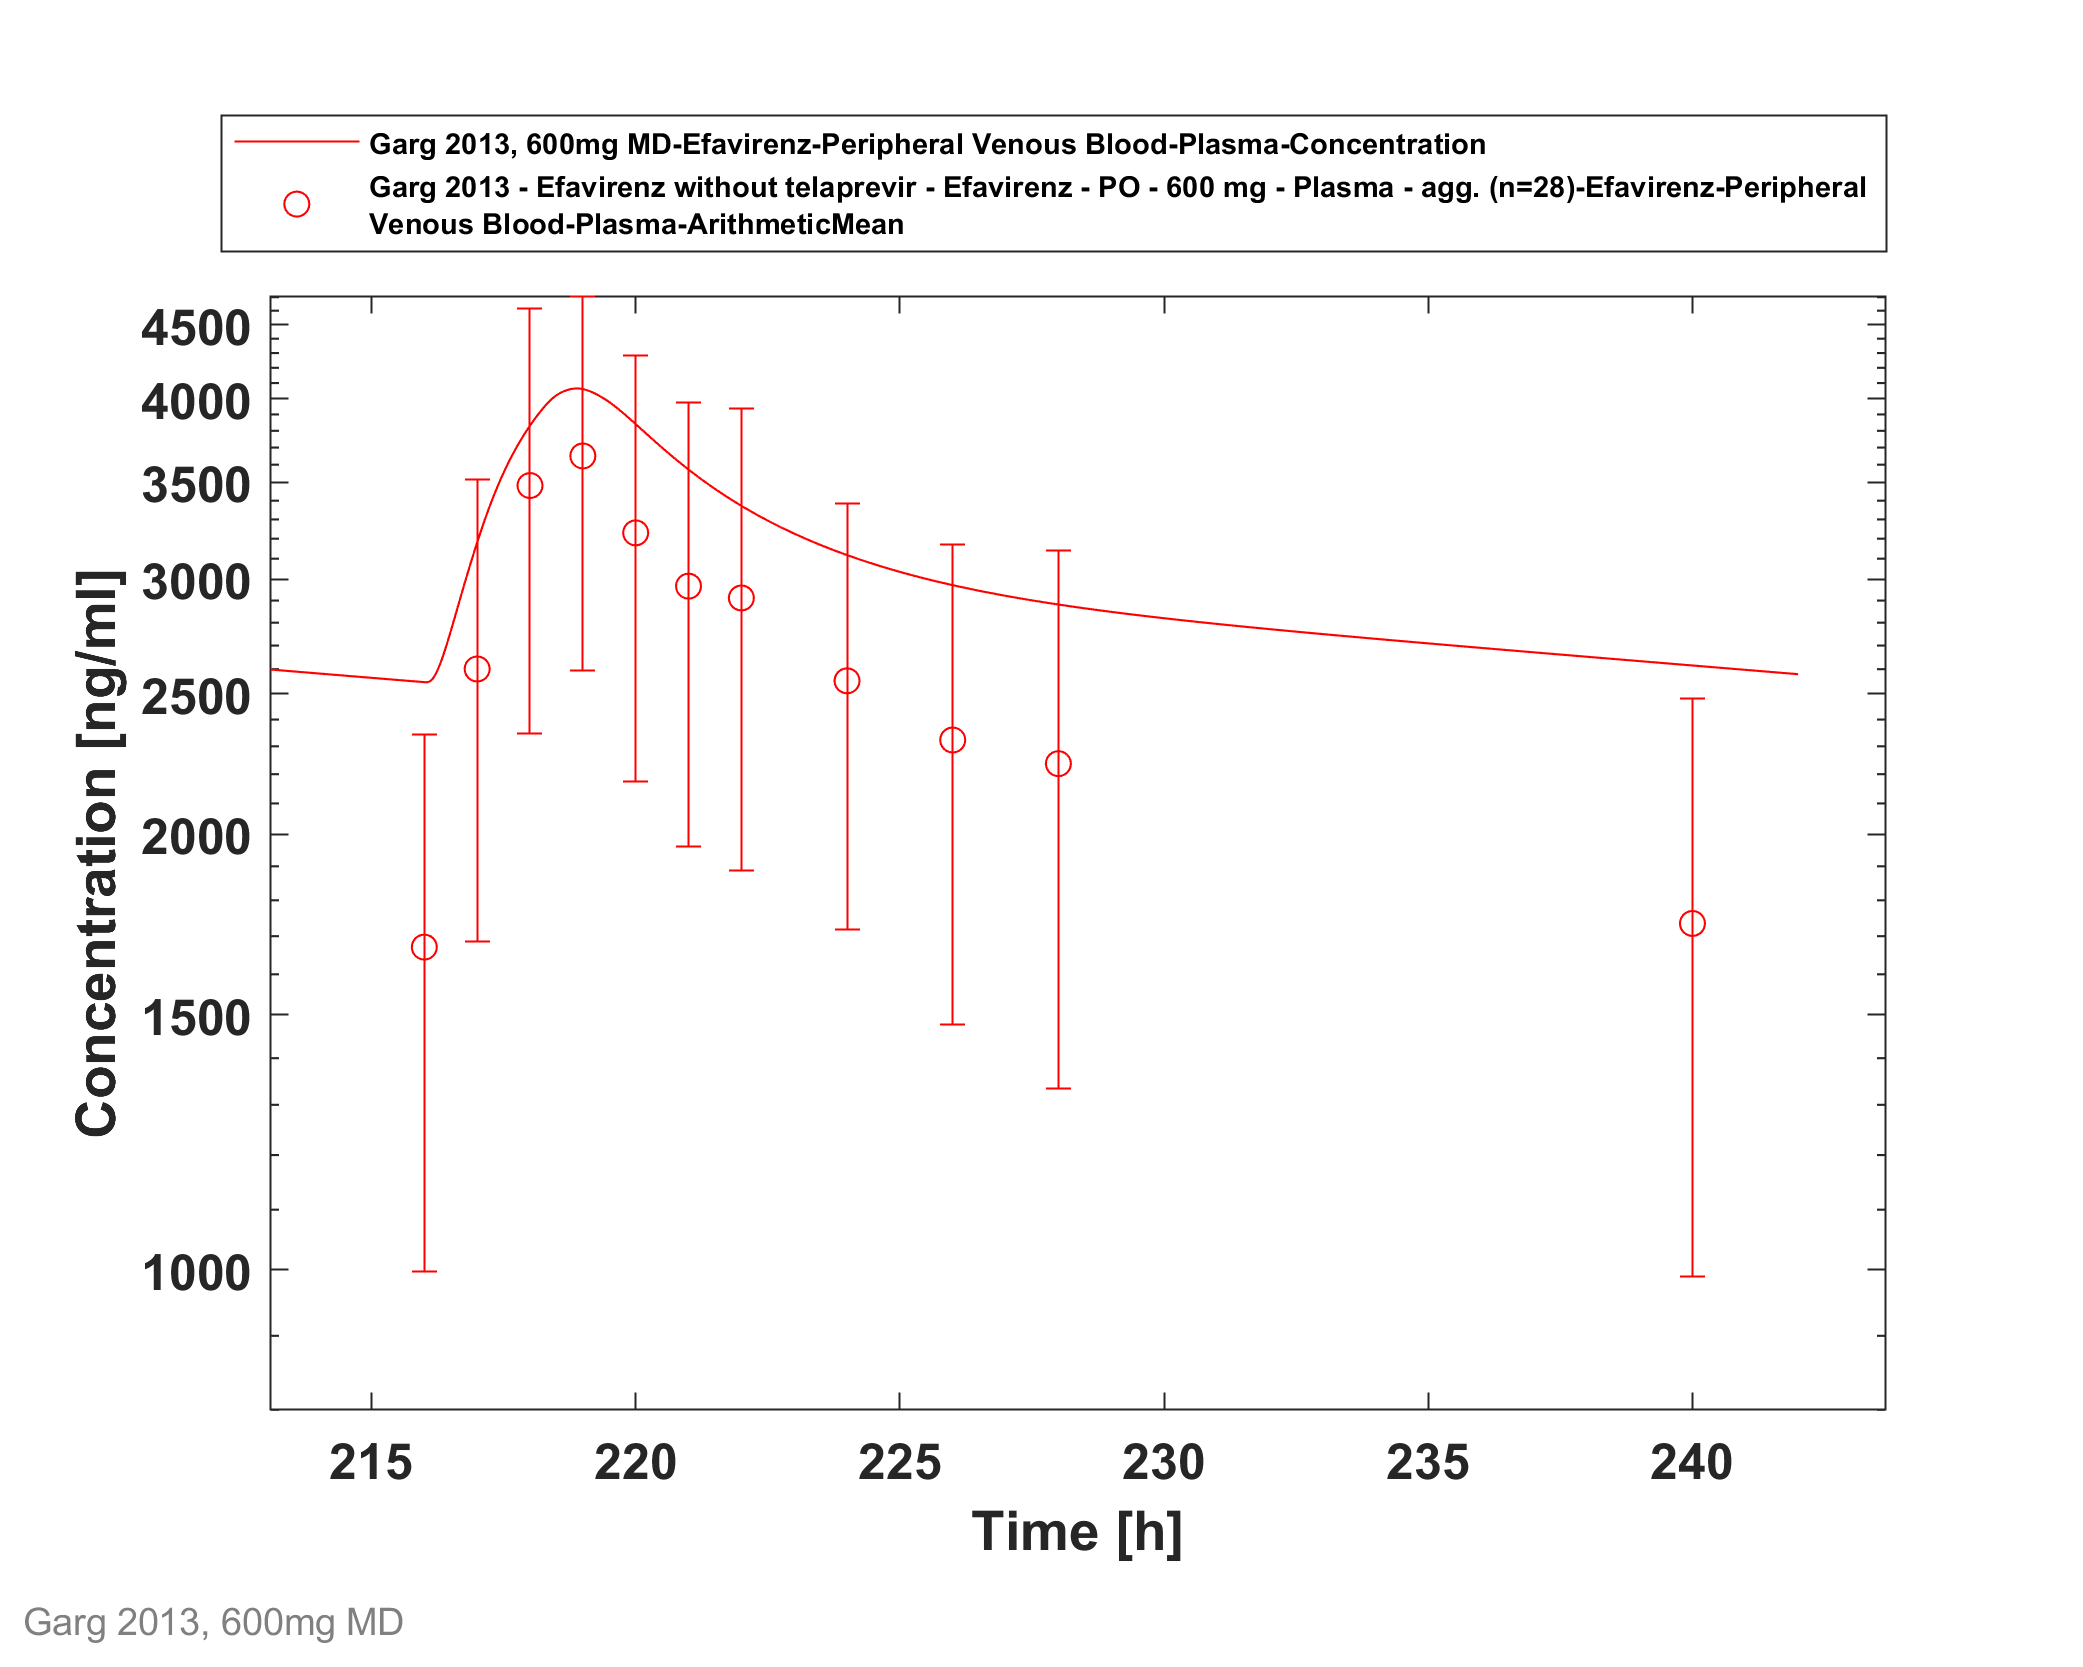 Garg 2013, 600mg MD-Efavirenz-Peripheral Venous Blood-Plasma-Concentration
Garg 2013 - Efavirenz without telaprevir - Efavirenz - PO - 600 mg - Plasma - agg. (n=28)-Efavirenz-Peripheral
Venous Blood-Plasma-ArithmeticMean
4500
4000
3500
3000
2500
2000
1500
1000
Concentration [ng/ml]
215 220 225 230 235 240
Time [h]
Garg 2013, 600mg MD